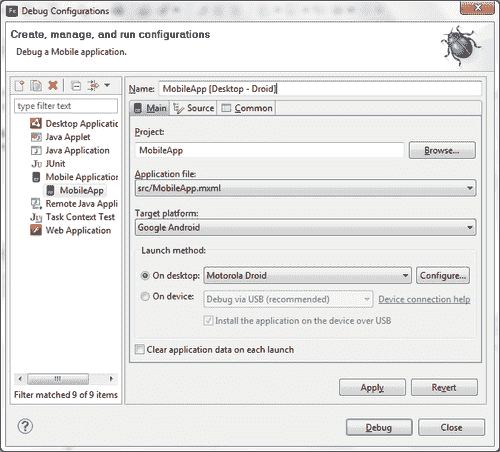 Fx Debug Configurations
Create, manage, and run configurations
Debug a Mobile application.
type filter text
Desktop Applicatio
Java Applet
Java Application
Ju JUnit
Mobile Application
MobileApp
Remote Java Appli
Ju Task Context Test
Web Application
Filter matched 9 of 9 items
Name: MobileApp [Desktop - Droid]
Main Source Common
Project:
MobileApp Browse...
Application file:
src/MobileApp.mxml
Target platform:
Google Android
Launch method:
On desktop: Motorola Droid Configure...
On device: Debug via USB (recommended) Device connection help
Install the application on the device over USB
Clear application data on each launch
Apply Revert
? Debug Close